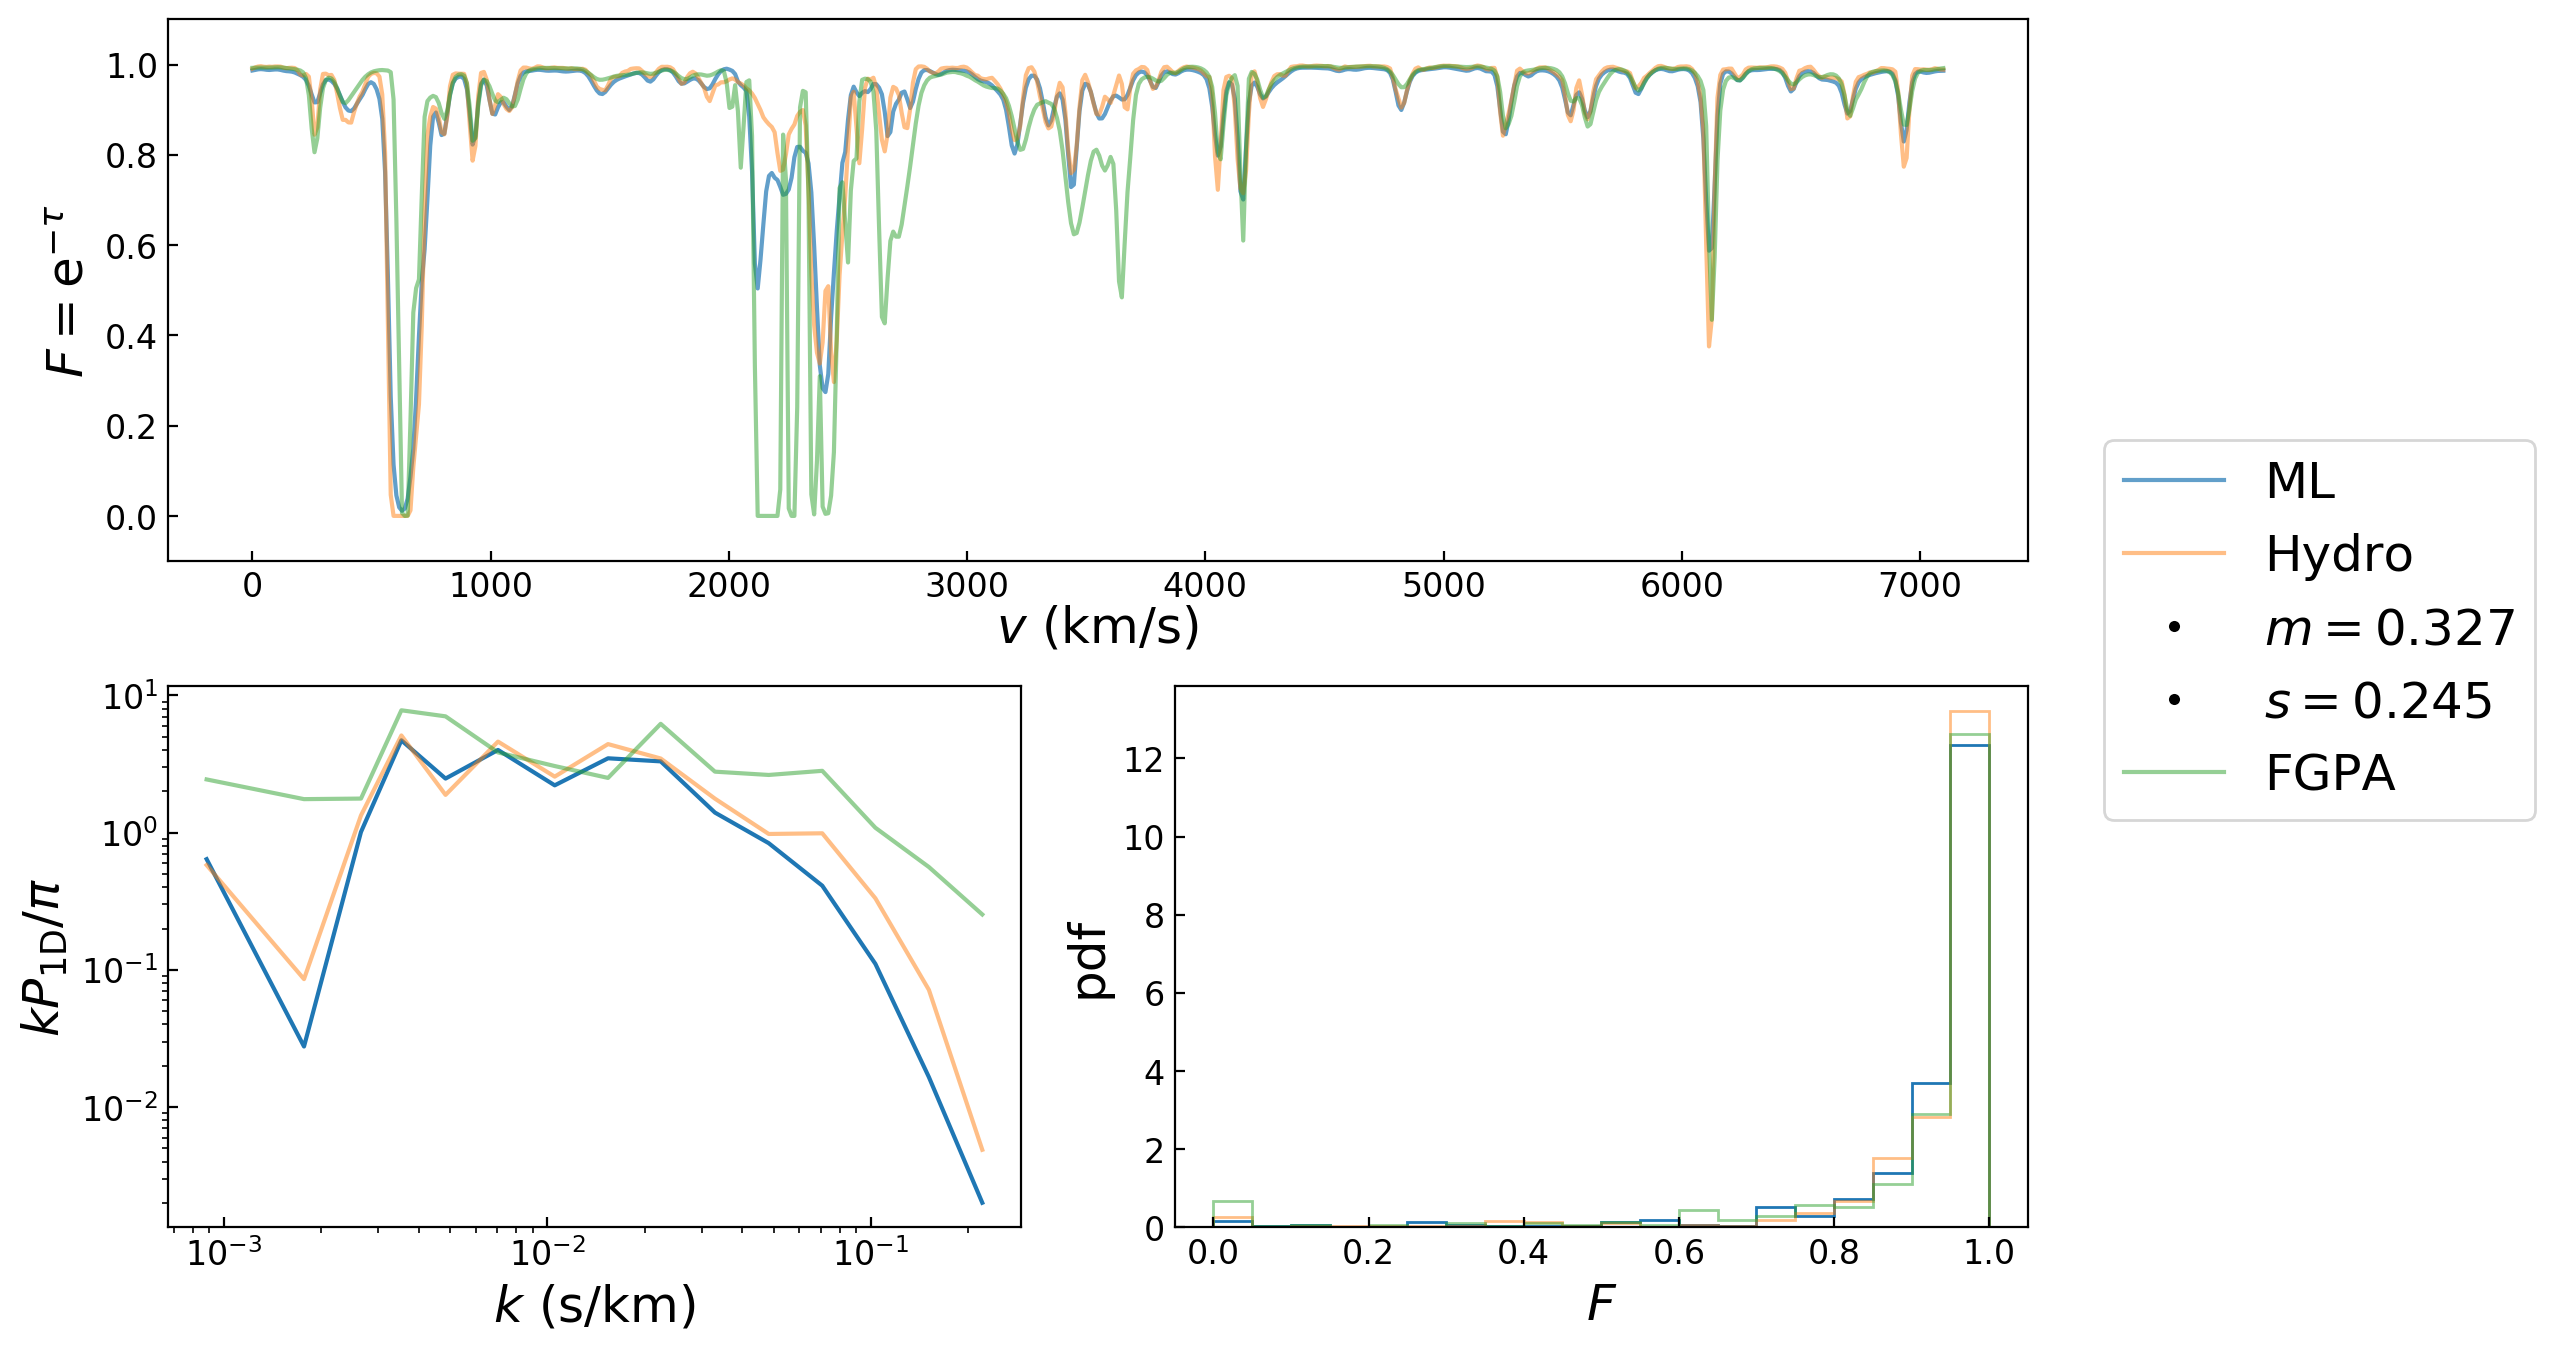 1.0
0.8
0.6
0.4
0.2
0.0
F = e^{−τ}
0 1000 2000 3000 4000 5000 6000 7000
v (km/s)
ML
Hydro
m = 0.327
s = 0.245
FGPA
10^1
10^0
10^{−1}
10^{−2}
kP_{1D}/π
10^{−3} 10^{−2} 10^{−1}
k (s/km)
12
10
8
6
4
2
0
pdf
0.0 0.2 0.4 0.6 0.8 1.0
F